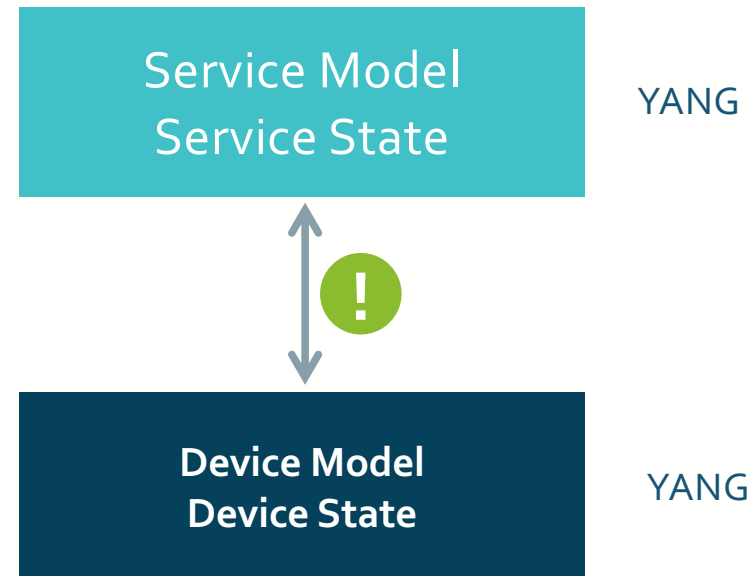 Service Model
Service State
YANG
!
Device Model
Device State
YANG